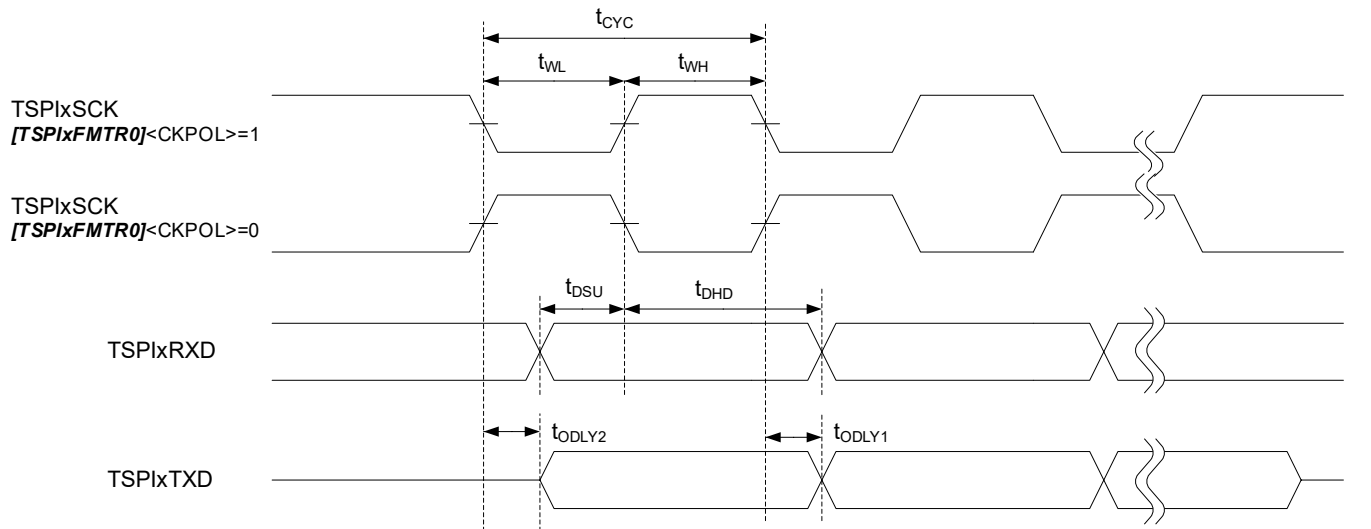 tCYC
tWL
tWH
TSPIxSCK
[TSPIxFMTR0]<CKPOL>=1
TSPIxSCK
[TSPIxFMTR0]<CKPOL>=0
tDSU
tDHD
TSPIxRXD
tODLY2
tODLY1
TSPIxTXD